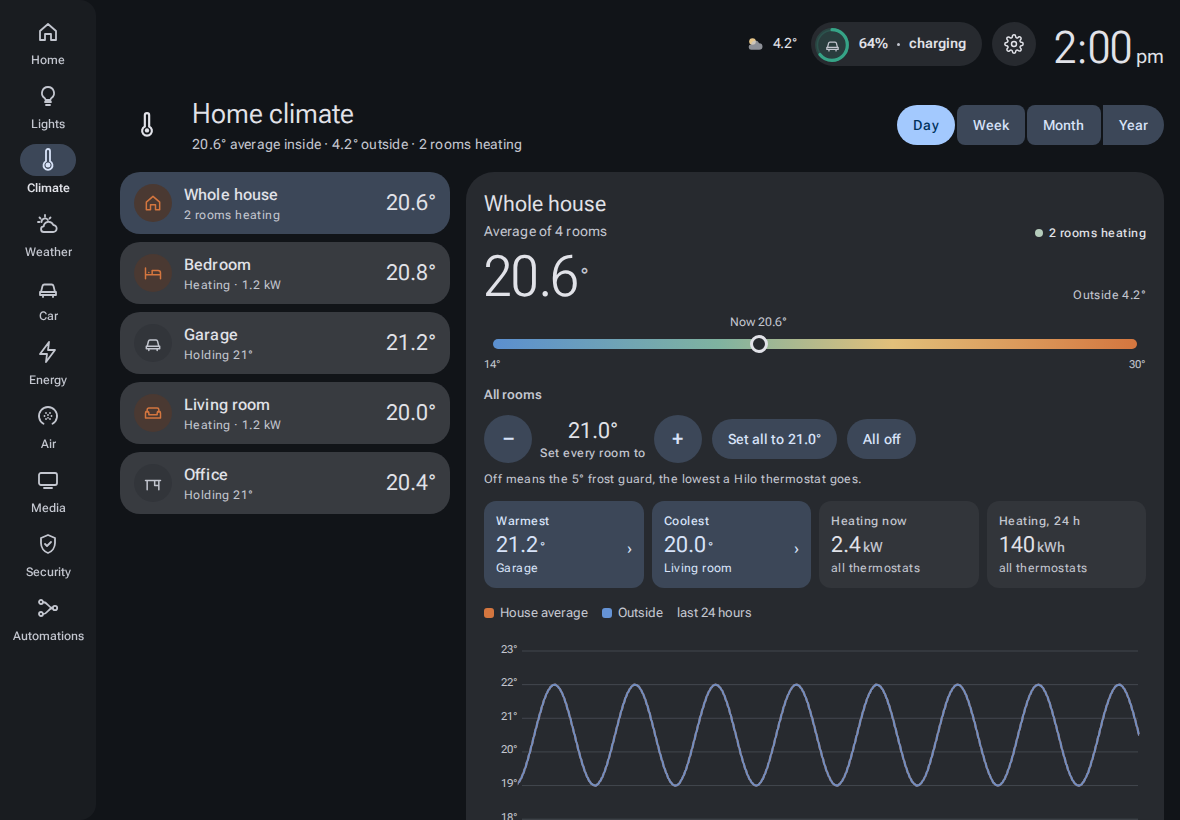 Home
Lights
Climate
Weather
Car
Energy
Air
Media
Security
Automations
4.2°
64% · charging
2:00 pm
Home climate
20.6° average inside · 4.2° outside · 2 rooms heating
Day
Week
Month
Year
Whole house
2 rooms heating
20.6°
Bedroom
Heating · 1.2 kW
20.8°
Garage
Holding 21°
21.2°
Living room
Heating · 1.2 kW
20.0°
Office
Holding 21°
20.4°
Whole house
Average of 4 rooms
2 rooms heating
20.6°
Outside 4.2°
Now 20.6°
14°
30°
All rooms
−
21.0°
Set every room to
+
Set all to 21.0°
All off
Off means the 5° frost guard, the lowest a Hilo thermostat goes.
Warmest
21.2°
Garage
›
Coolest
20.0°
Living room
›
Heating now
2.4 kW
all thermostats
Heating, 24 h
140 kWh
all thermostats
House average
Outside
last 24 hours
23°
22°
21°
20°
19°
18°